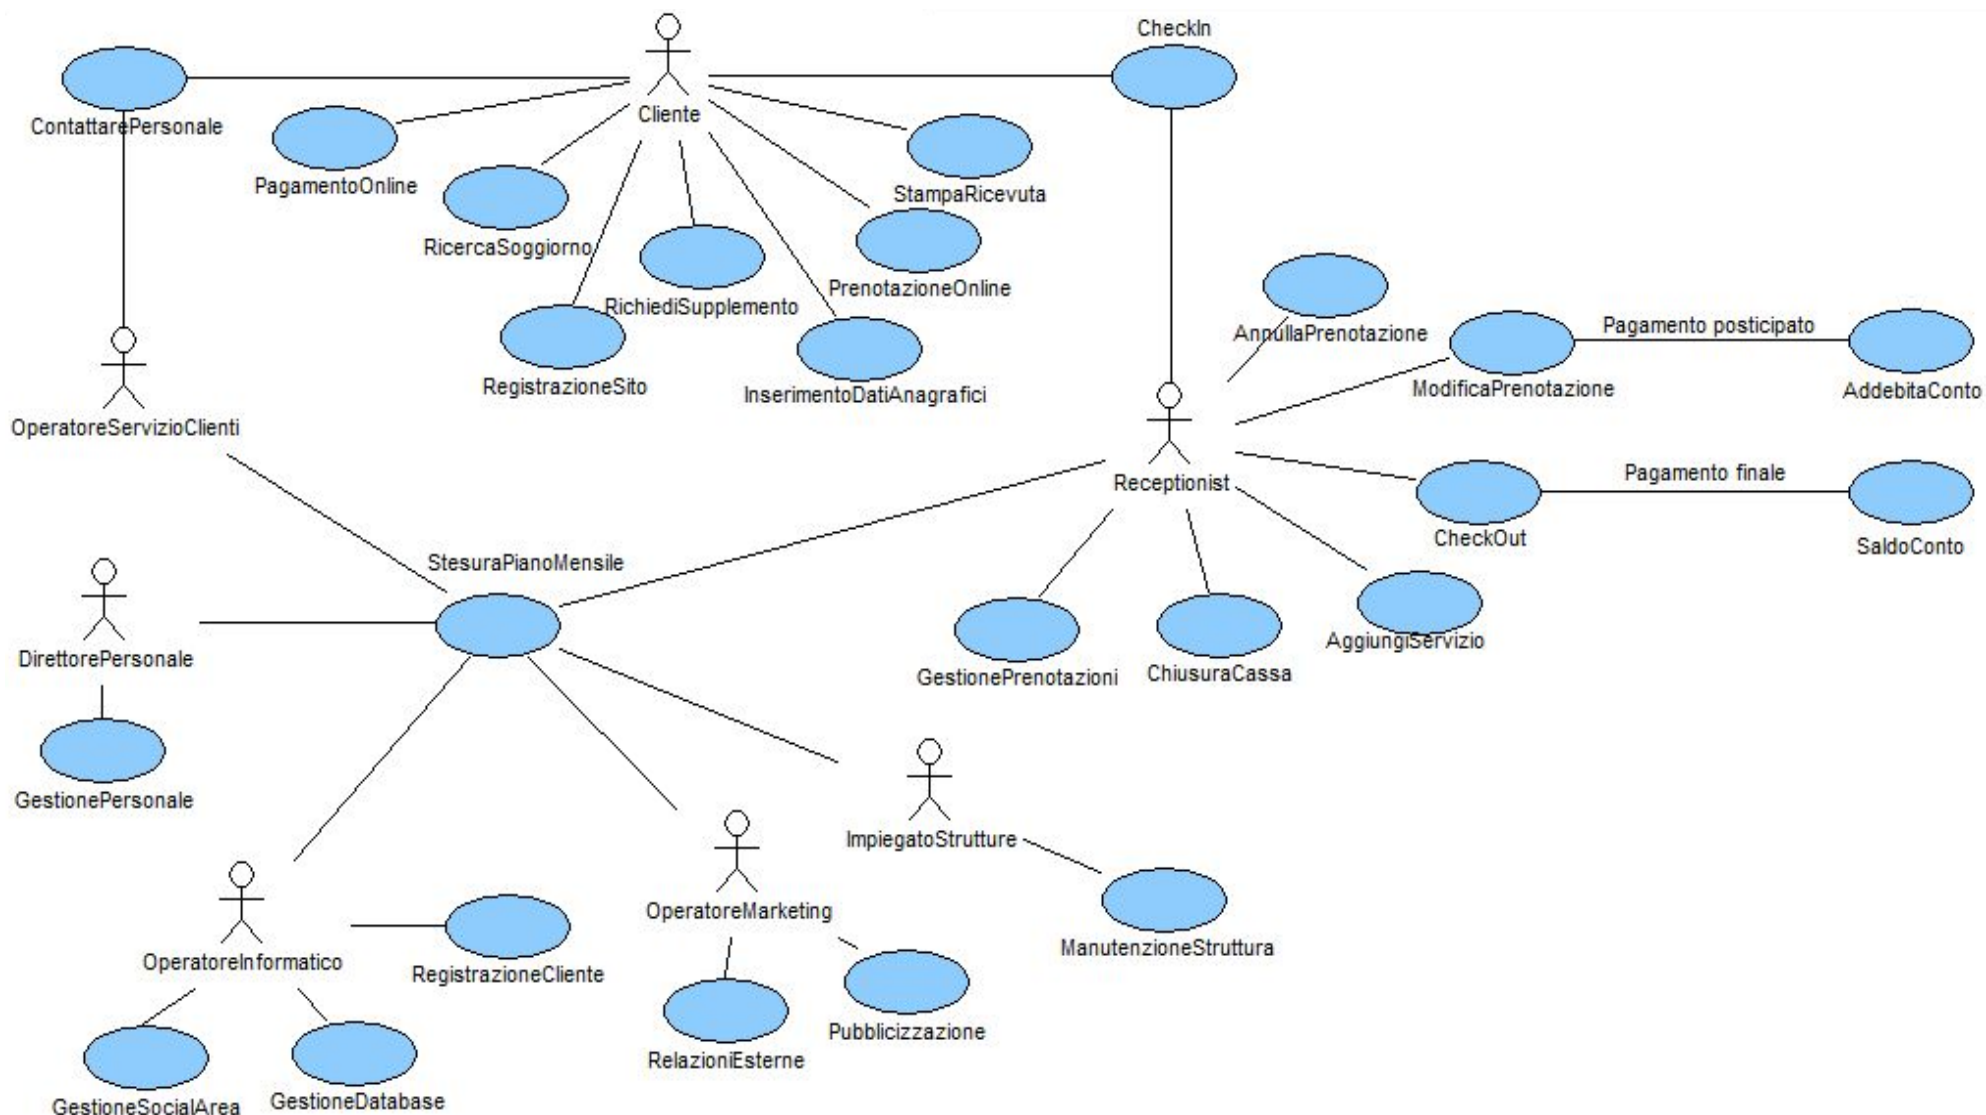 CheckIn
Cliente
ContattarePersonale
PagamentoOnline
StampaRicevuta
RicercaSoggiorno
PrenotazioneOnline
RichiediSupplemento
AnnullaPrenotazione
Pagamento posticipato
RegistrazioneSito
InserimentoDatiAnagrafici
ModificaPrenotazione
AddebitaConto
OperatoreServizioClienti
Pagamento finale
Receptionist
CheckOut
SaldoConto
StesuraPianoMensile
AggiungiServizio
DirettorePersonale
GestionePrenotazioni
ChiusuraCassa
GestionePersonale
ImpiegatoStrutture
OperatoreMarketing
ManutenzioneStruttura
OperatoreInformatico
RegistrazioneCliente
Pubblicizzazione
RelazioniEsterne
GestioneSocialArea
GestioneDatabase